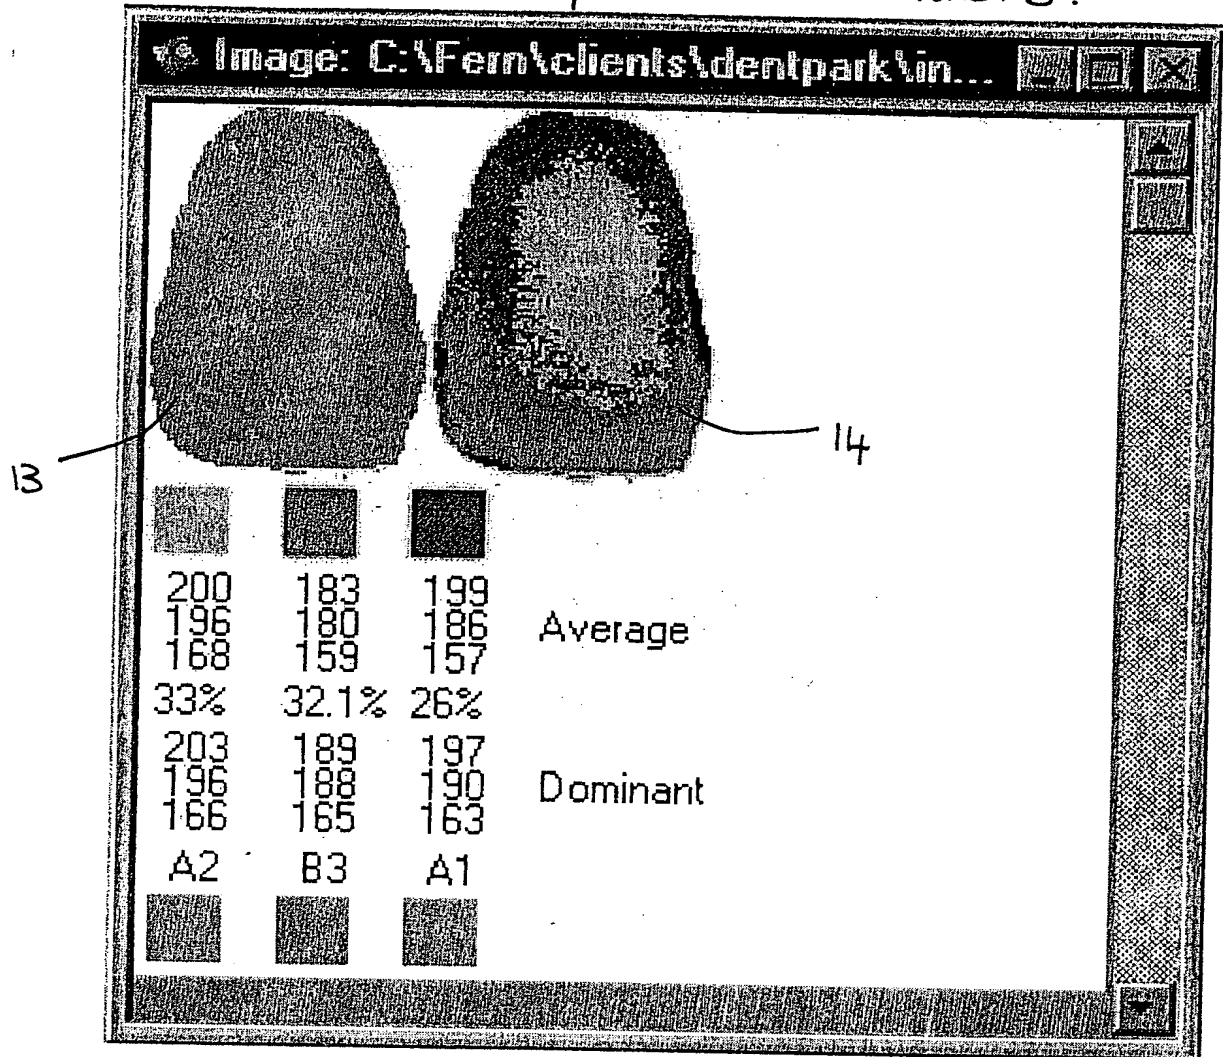 Image: C:\Fern\clients\dentpark\in...
14
13
200 183 199
196 180 186 Average
168 159 157
33% 32.1% 26%
203 189 197
196 188 190 Dominant
166 165 163
A2 B3 A1